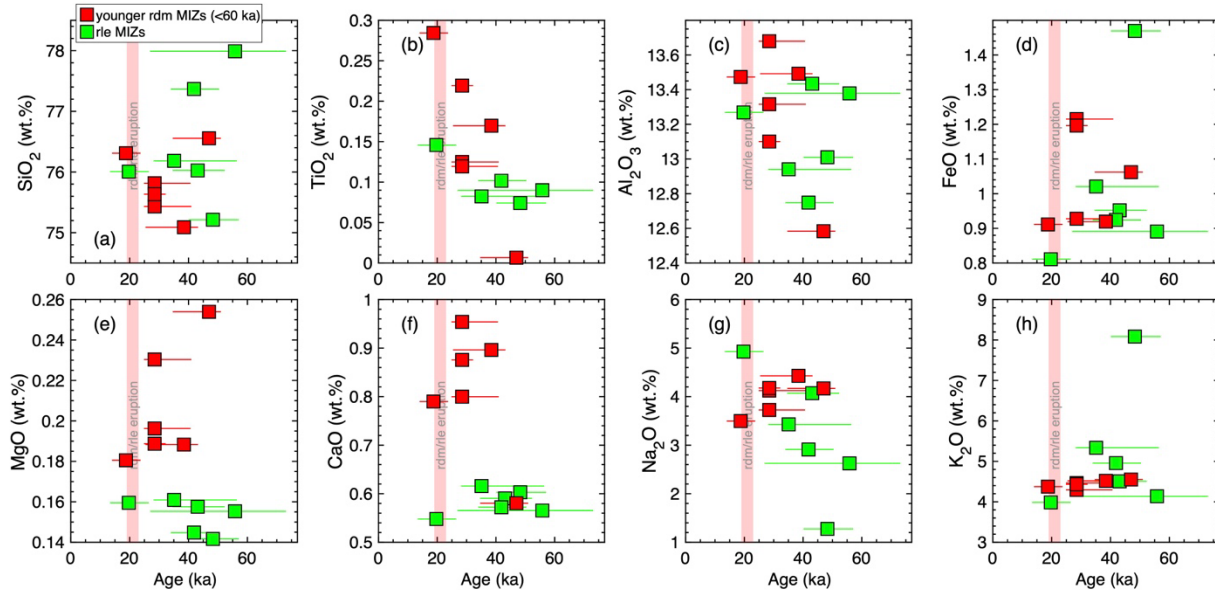 younger rdm MIZs (<60 ka)
rle MIZs
SiO2 (wt.%)
78
77
76
75
(a)
rdm/rle eruption
0 20 40 60
TiO2 (wt.%)
0.3
0.25
0.2
0.15
0.1
0.05
0
(b)
rdm/rle eruption
0 20 40 60
Al2O3 (wt.%)
13.6
13.4
13.2
13
12.8
12.6
12.4
(c)
rdm/rle eruption
0 20 40 60
FeO (wt.%)
1.4
1.3
1.2
1.1
1
0.9
0.8
(d)
rdm/rle eruption
0 20 40 60
MgO (wt.%)
0.26
0.24
0.22
0.2
0.18
0.16
0.14
(e)
rdm/rle eruption
0 20 40 60
Age (ka)
CaO (wt.%)
1
0.9
0.8
0.7
0.6
0.5
(f)
rdm/rle eruption
0 20 40 60
Age (ka)
Na2O (wt.%)
6
5
4
3
2
1
(g)
rdm/rle eruption
0 20 40 60
Age (ka)
K2O (wt.%)
9
8
7
6
5
4
3
(h)
rdm/rle eruption
0 20 40 60
Age (ka)